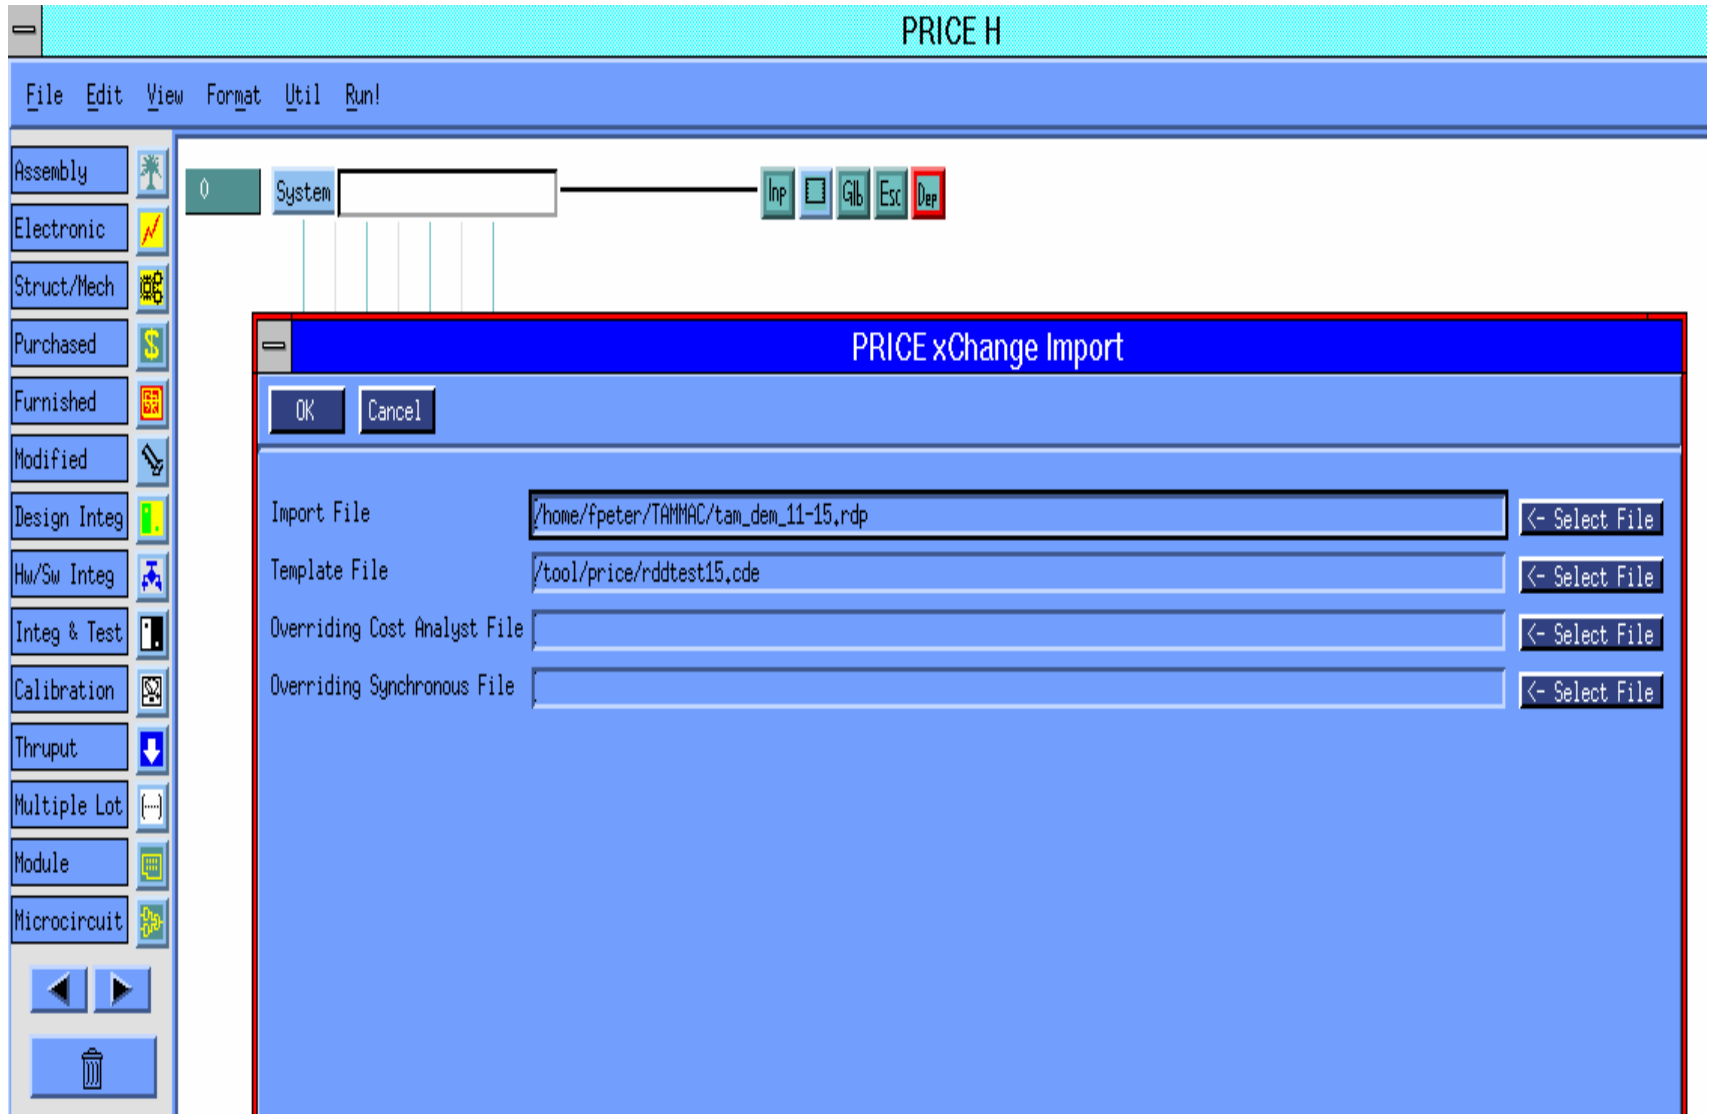 PRICE H
File Edit View Format Util Run!
Assembly
0 System Inp Glb Esc Dep
Electronic
Struct/Mech
Purchased
PRICE xChange Import
Furnished
OK Cancel
Modified
Design Integ
Import File /home/fpeter/TAMMAC/tam_dem_11-15.rdp <- Select File
Hw/Sw Integ
Template File /tool/price/rddtest15.cde <- Select File
Integ & Test
Overriding Cost Analyst File <- Select File
Calibration
Overriding Synchronous File <- Select File
Thruput
Multiple Lot
Module
Microcircuit